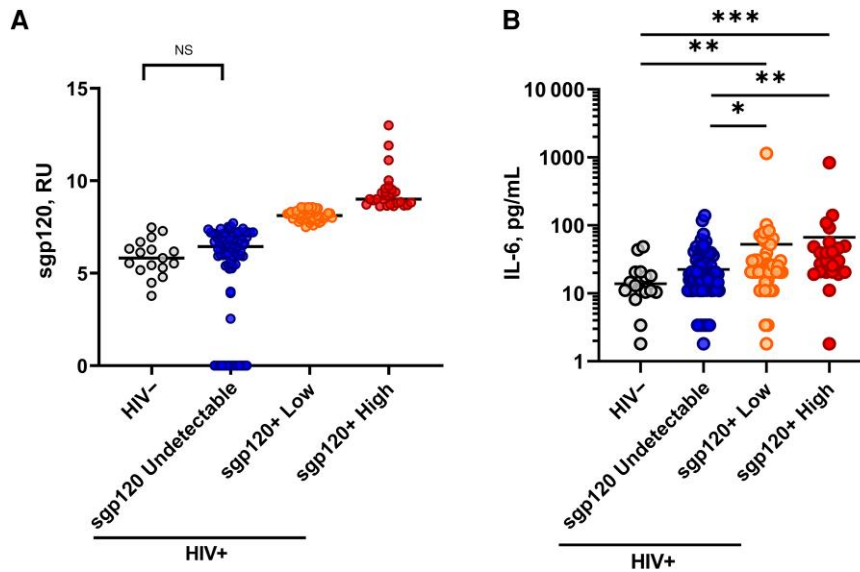 A
NS
sgp120, RU
15
10
5
0
HIV−
sgp120 Undetectable
sgp120+ Low
sgp120+ High
HIV+
B
***
**
**
*
IL-6, pg/mL
10 000
1000
100
10
1
HIV−
sgp120 Undetectable
sgp120+ Low
sgp120+ High
HIV+